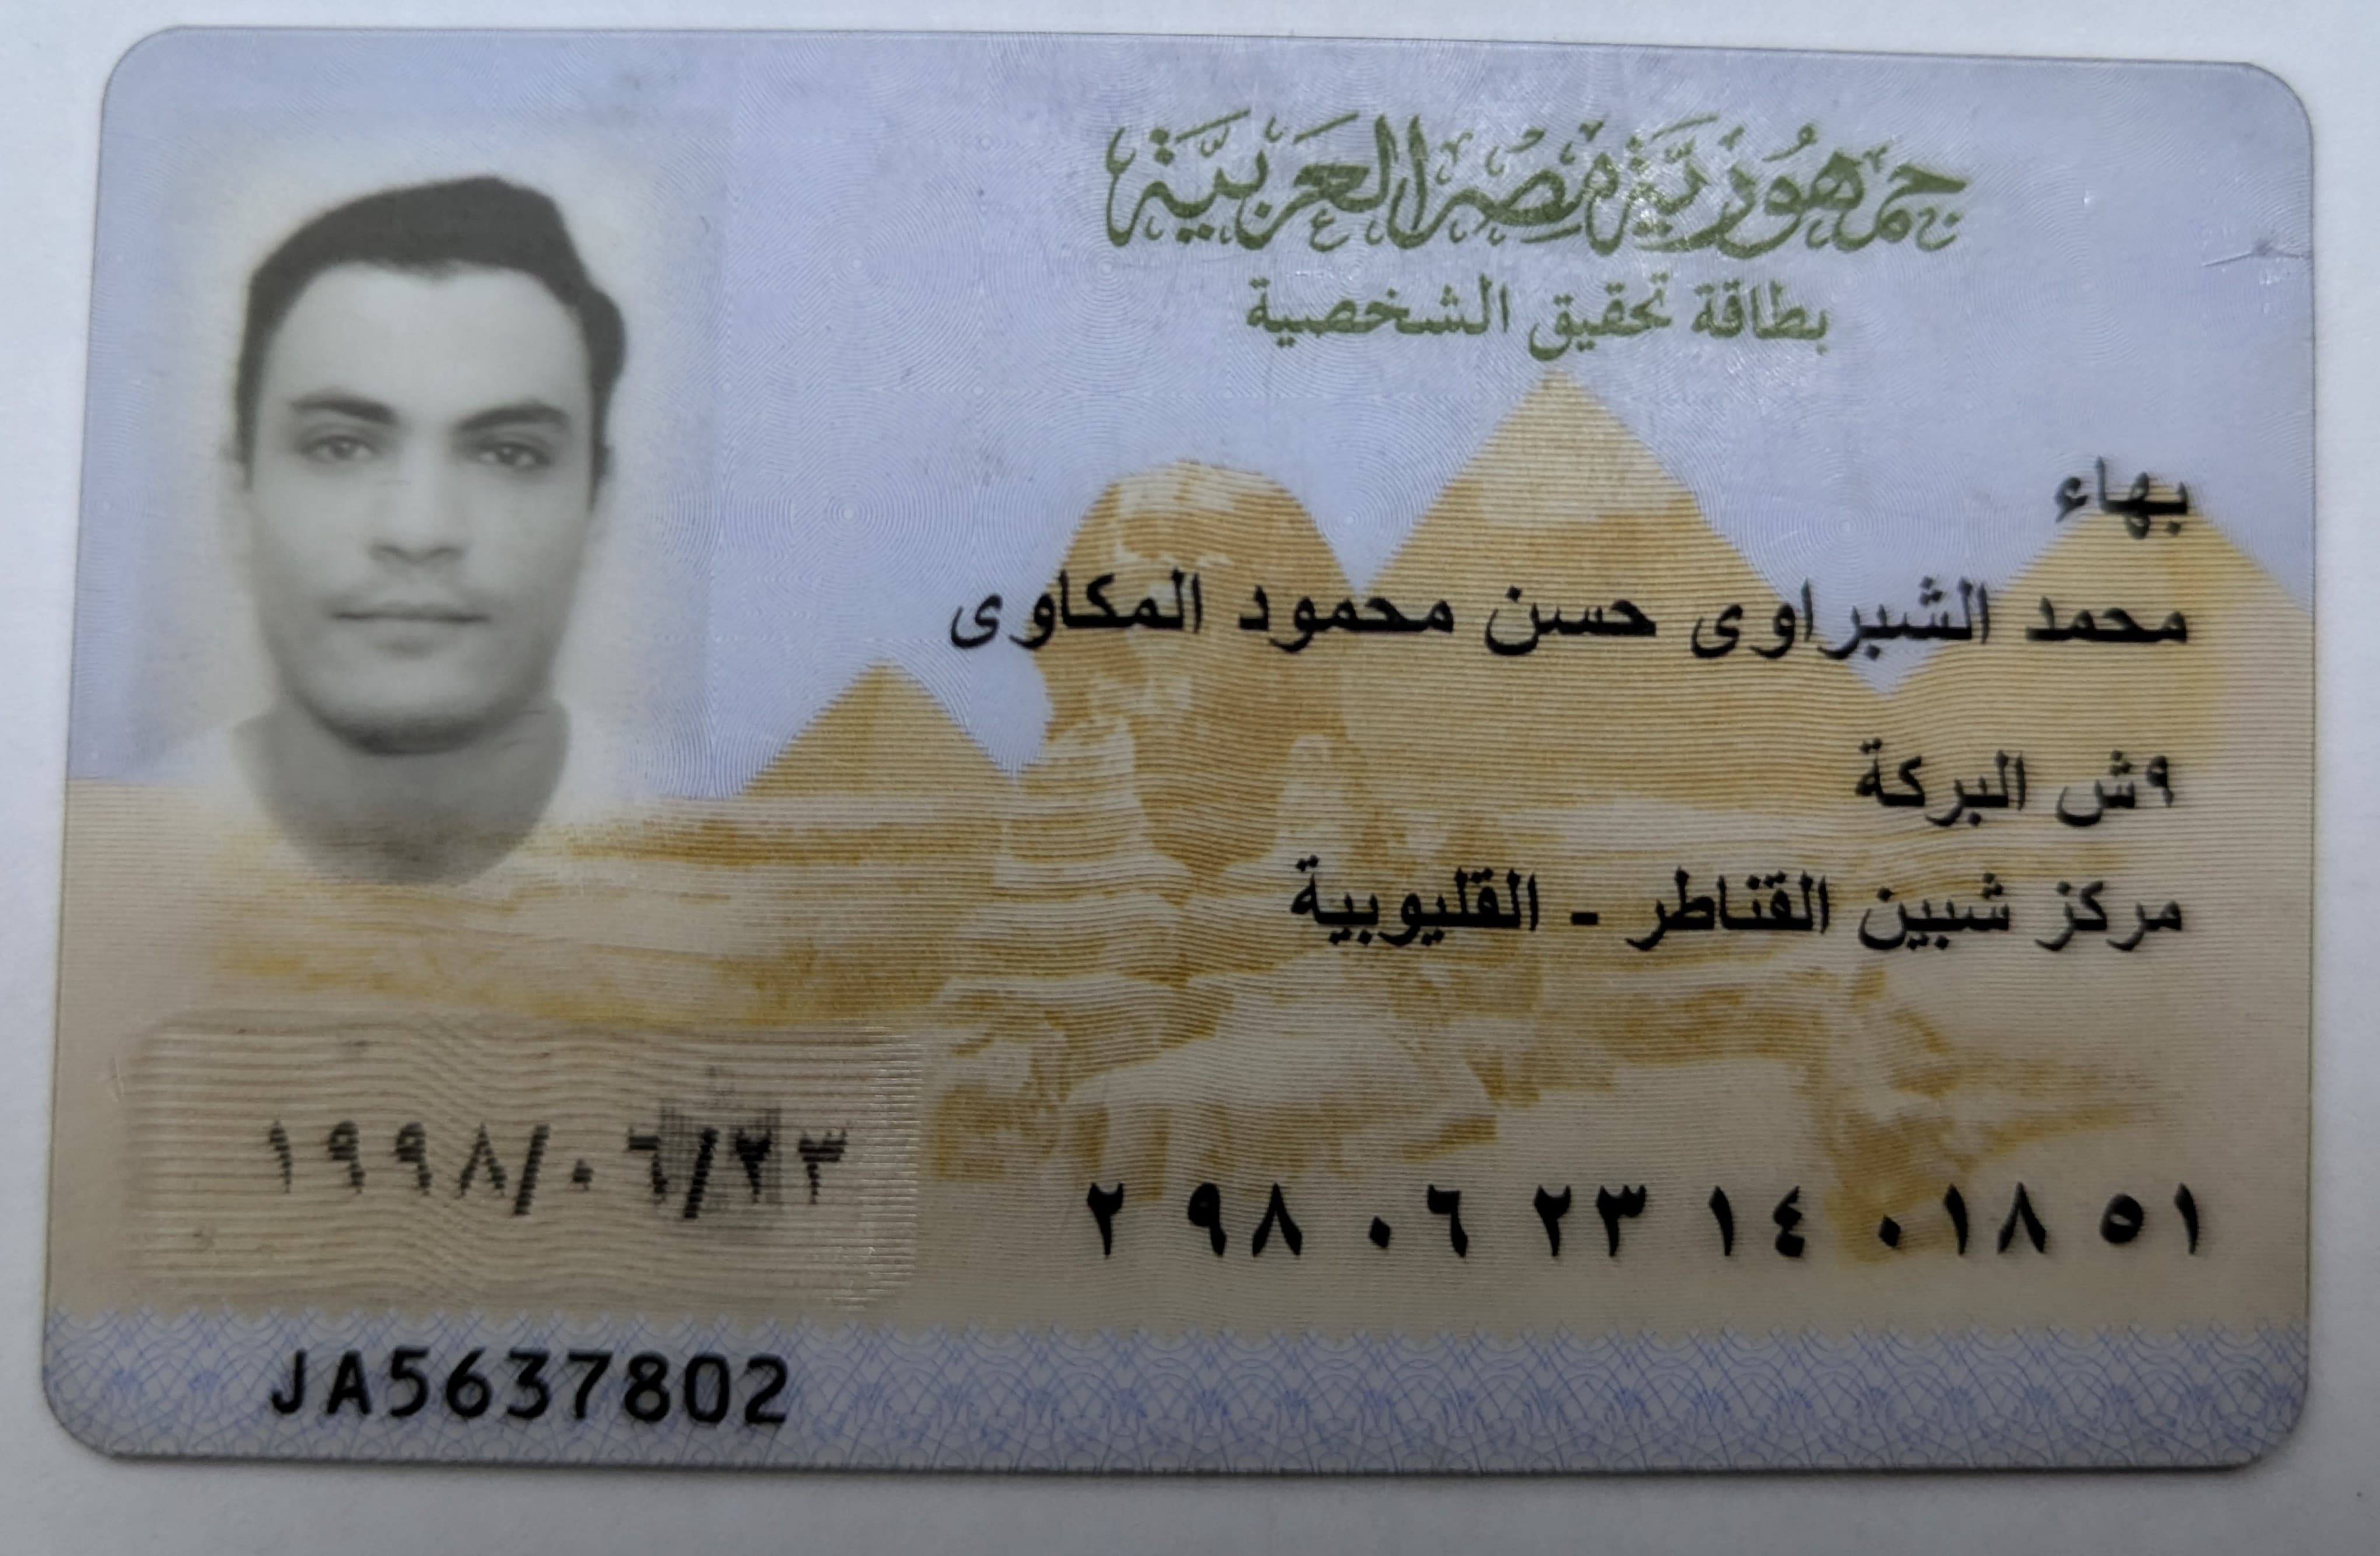 جمهورية مصر العربية
بطاقة تحقيق الشخصية
بهاء
محمد الشبراوى حسن محمود المكاوى
٩ش البركة
مركز شبين القناطر - القليوبية
١٩٩٨/٠٦/٢٣
٢ ٩٨ ٠٦ ٢٣ ١٤ ٠١٨ ٥١
JA5637802